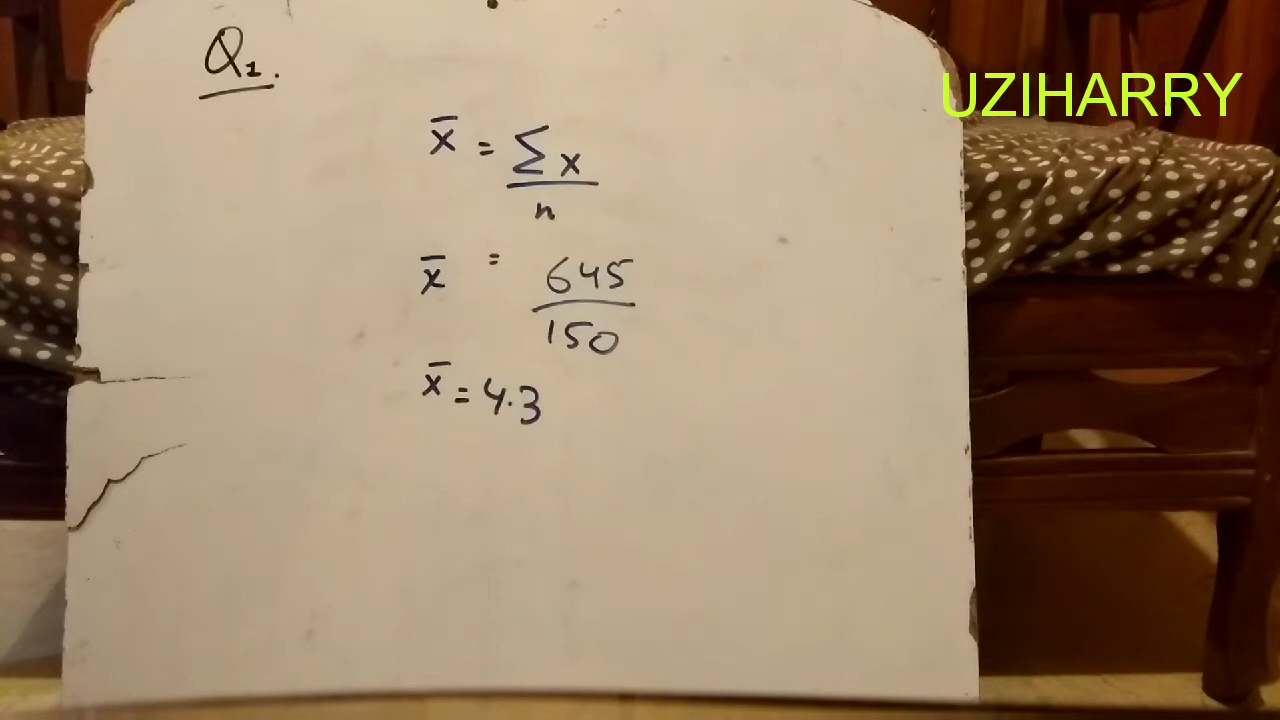 Q1.
UZIHARRY
x̄ = Σx
n
x̄ = 645
150
x̄ = 4.3